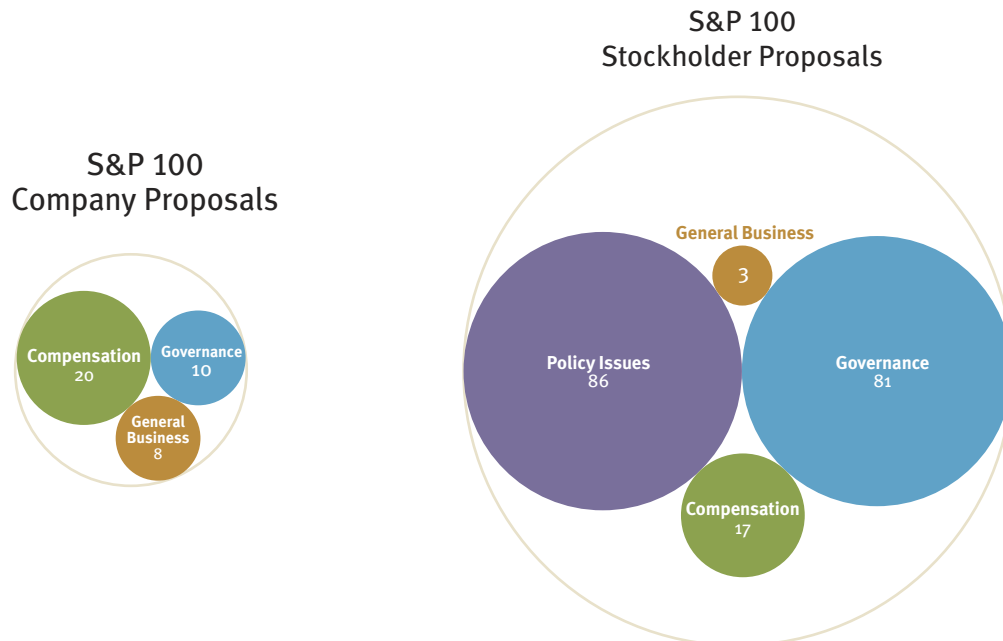 S&P 100
Company Proposals
Compensation
20
Governance
10
General
Business
8
S&P 100
Stockholder Proposals
General Business
3
Policy Issues
86
Governance
81
Compensation
17